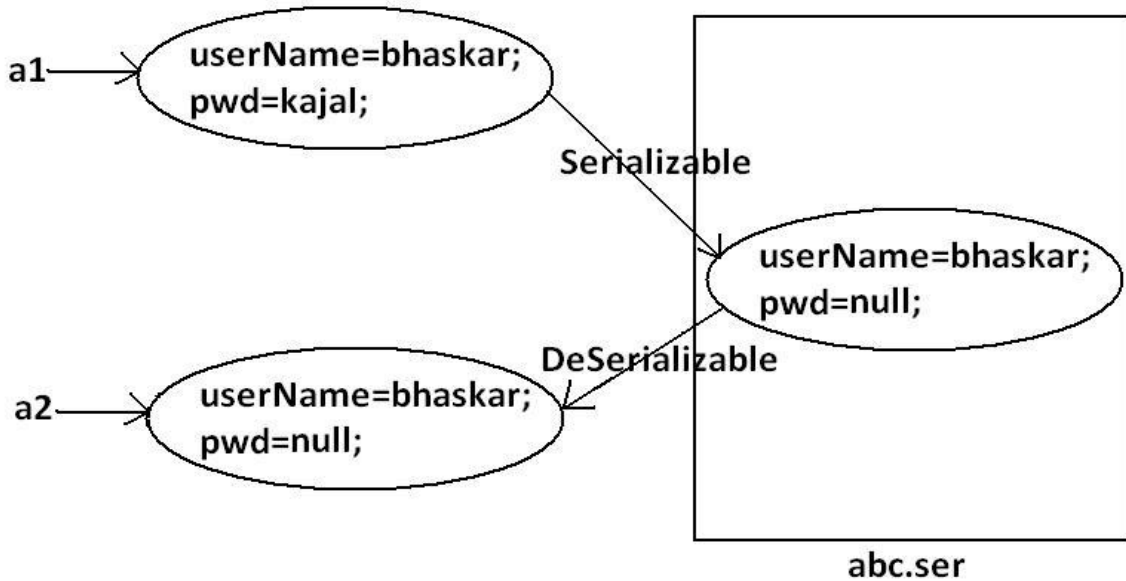 a1
userName=bhaskar;
pwd=kajal;
Serializable
userName=bhaskar;
pwd=null;
DeSerializable
a2
userName=bhaskar;
pwd=null;
abc.ser